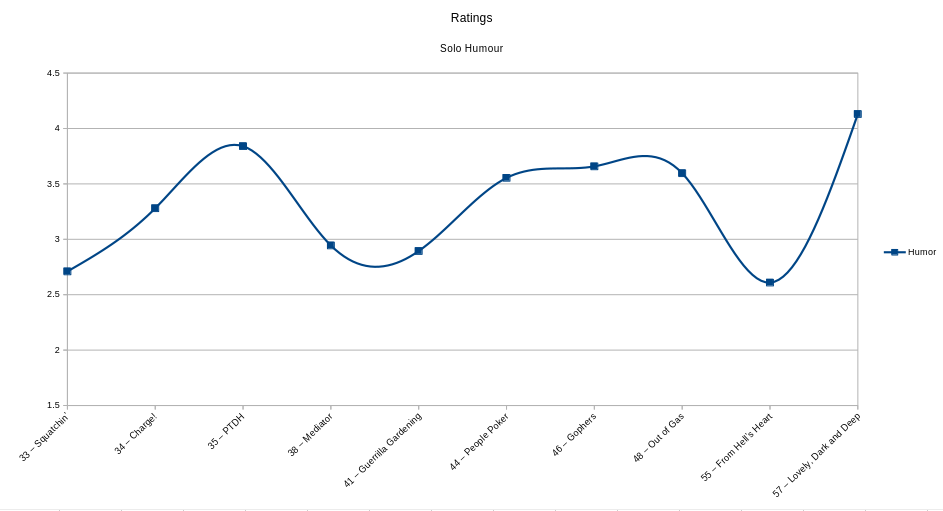 Ratings
Solo Humour
4.5
4
3.5
3
2.5
2
1.5
Humor
33 – Squatchin'
34 – Charge!
35 – PTDH
38 – Mediator
41 – Guerrilla Gardening
44 – People Poker
46 – Gophers
48 – Out of Gas
55 – From Hell's Heart
57 – Lovely, Dark and Deep